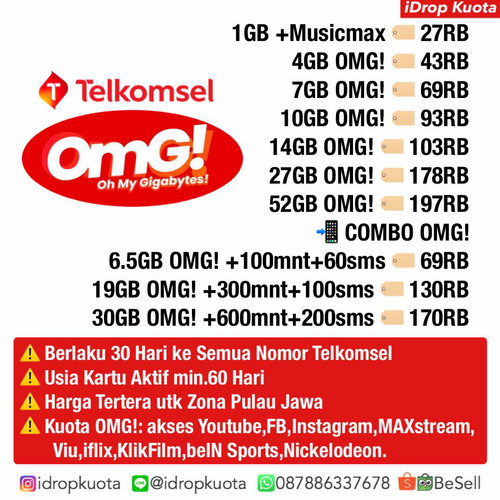 iDrop Kuota
1GB +Musicmax 27RB
4GB OMG! 43RB
7GB OMG! 69RB
10GB OMG! 93RB
14GB OMG! 103RB
27GB OMG! 178RB
52GB OMG! 197RB
Telkomsel
OmG!
Oh My Gigabytes!
COMBO OMG!
6.5GB OMG! +100mnt+60sms 69RB
19GB OMG! +300mnt+100sms 130RB
30GB OMG! +600mnt+200sms 170RB
Berlaku 30 Hari ke Semua Nomor Telkomsel
Usia Kartu Aktif min.60 Hari
Harga Tertera utk Zona Pulau Jawa
Kuota OMG!: akses Youtube,FB,Instagram,MAXstream,
Viu,iflix,KlikFilm,beIN Sports,Nickelodeon.
idropkuota @idropkuota 087886337678 BeSell